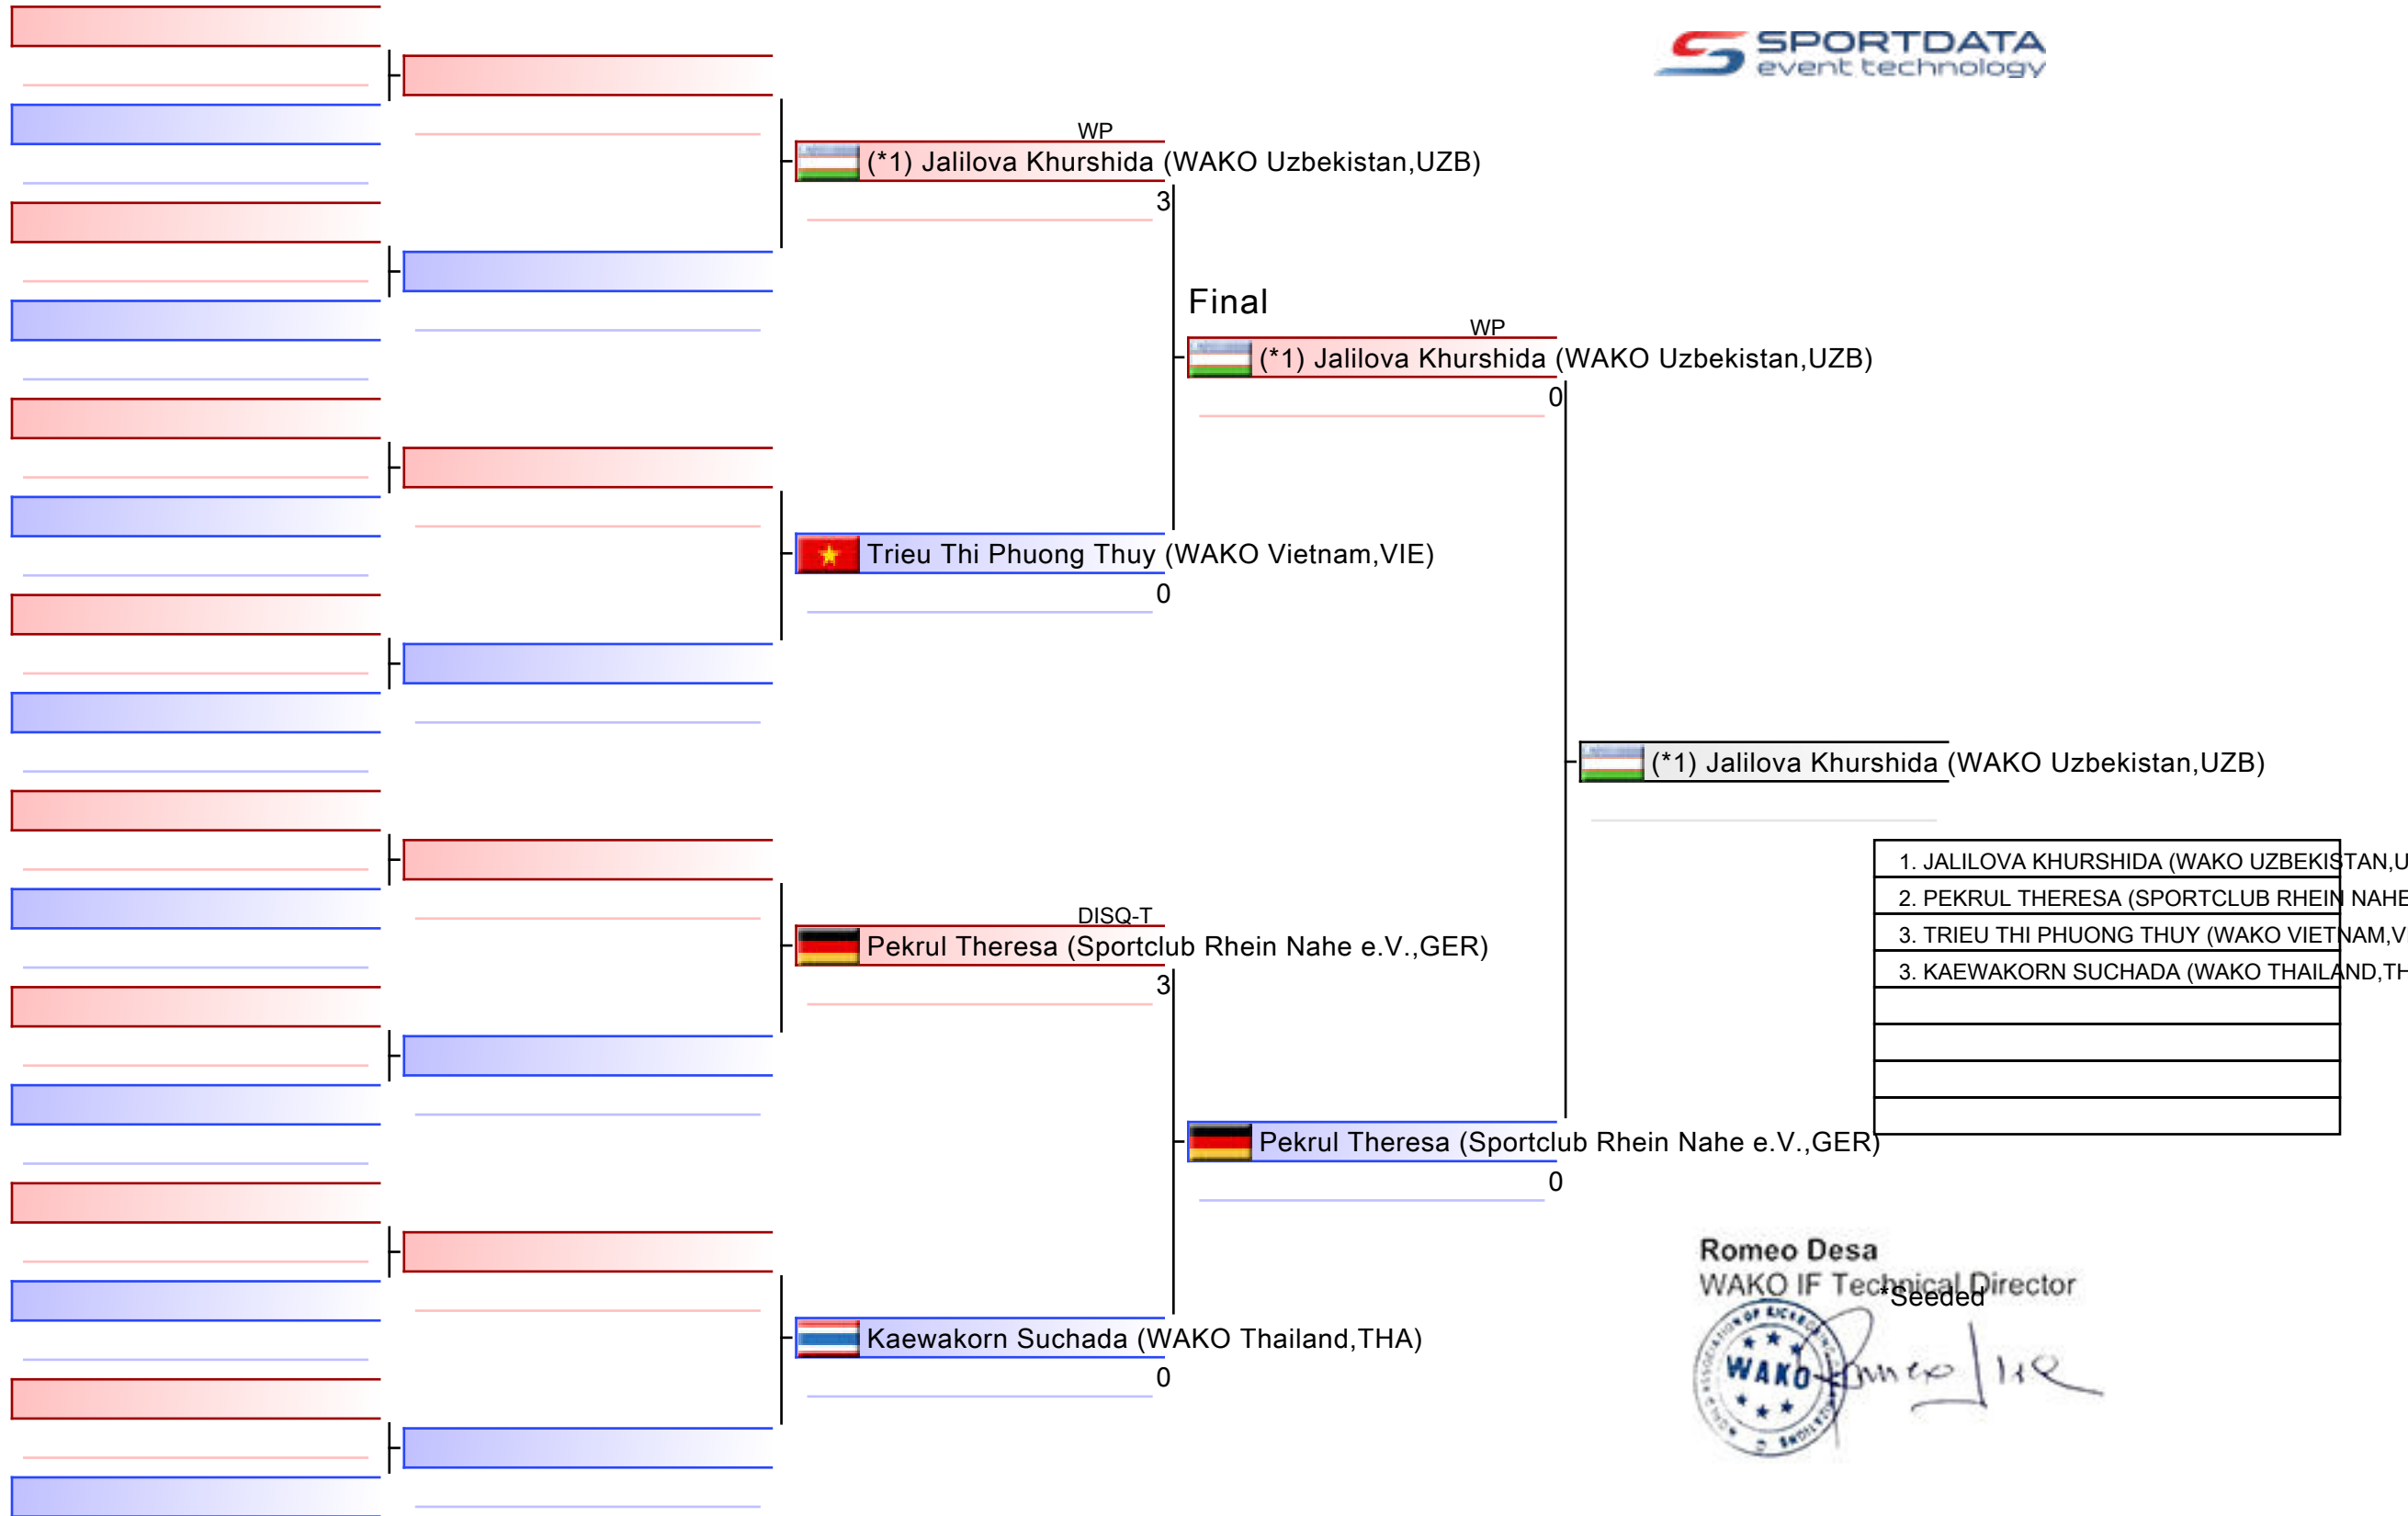 SPORTDATA
event technology
WP
(*1) Jalilova Khurshida (WAKO Uzbekistan,UZB)
3
Final
WP
(*1) Jalilova Khurshida (WAKO Uzbekistan,UZB)
0
Trieu Thi Phuong Thuy (WAKO Vietnam,VIE)
0
(*1) Jalilova Khurshida (WAKO Uzbekistan,UZB)
1. JALILOVA KHURSHIDA (WAKO UZBEKISTAN,U
2. PEKRUL THERESA (SPORTCLUB RHEIN NAHE
3. TRIEU THI PHUONG THUY (WAKO VIETNAM,V
3. KAEWAKORN SUCHADA (WAKO THAILAND,TH
DISQ-T
Pekrul Theresa (Sportclub Rhein Nahe e.V.,GER)
3
Pekrul Theresa (Sportclub Rhein Nahe e.V.,GER)
0
Kaewakorn Suchada (WAKO Thailand,THA)
0
Romeo Desa
WAKO IF Technical Director
*Seeded
WAKO